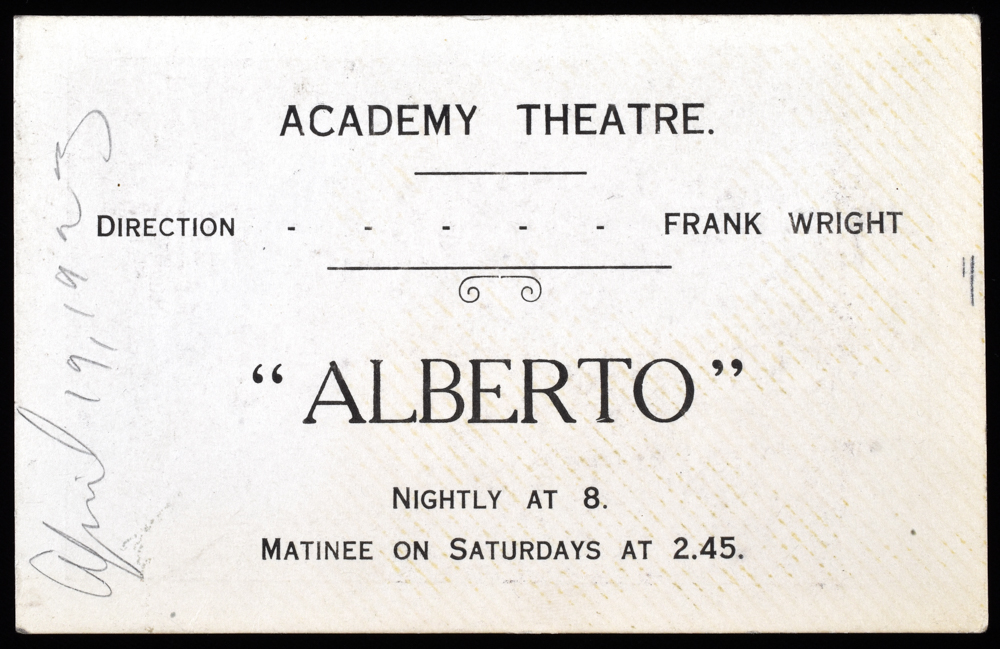 ACADEMY THEATRE.
DIRECTION - - - - - FRANK WRIGHT
“ALBERTO”
NIGHTLY AT 8.
MATINEE ON SATURDAYS AT 2.45.
April 19, 1923